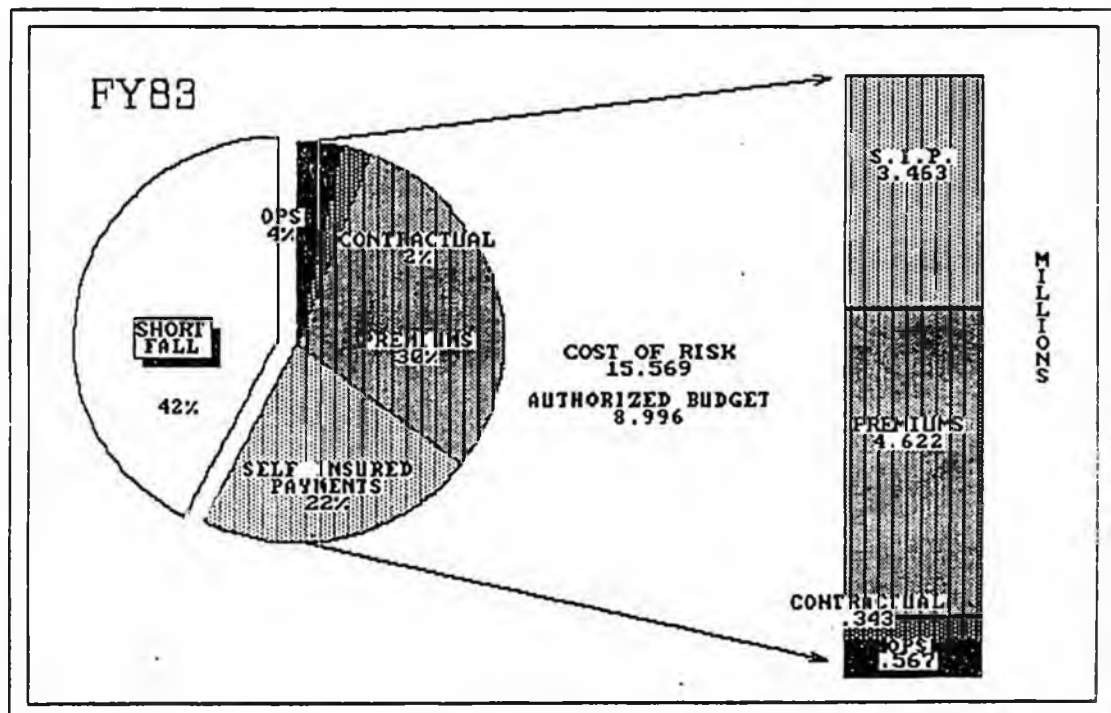 FY83
OPS
4%
CONTRACTUAL
2%
PREMIUMS
30%
SHORT
FALL
42%
SELF INSURED
PAYMENTS
22%
COST OF RISK
15.569
AUTHORIZED BUDGET
8.996
S.I.P.
3.463
PREMIUMS
4.622
CONTRACTUAL
.343
OPS
.567
MILLIONS